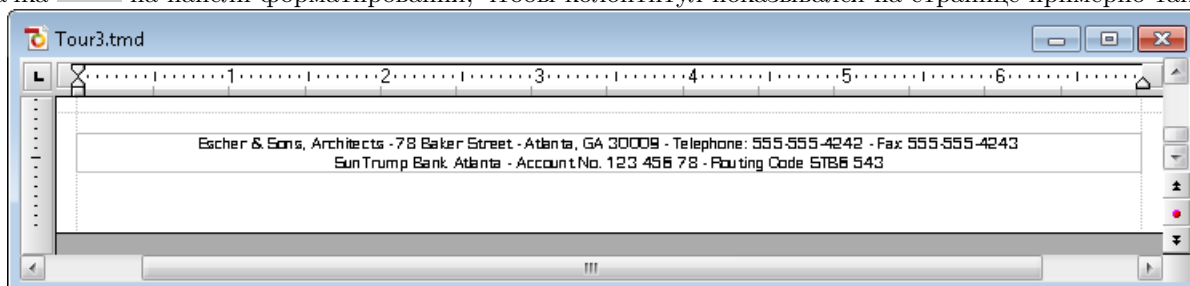 на панели форматирования, чтобы колонтитул показывался на странице примерно так
Tour3.tmd
1 2 3 4 5 6
Escher & Sons, Architects - 78 Baker Street - Atlanta, GA 30009 - Telephone: 555-555-4242 - Fax: 555-555-4243
SunTrump Bank Atlanta - Account No. 123 456 78 - Routing Code STB6 543